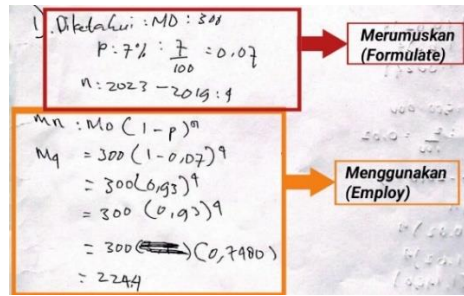 1). Diketahui : M0 : 300
P : 7% : 7/100 = 0,07
n : 2023 - 2019 : 4
Merumuskan
(Formulate)
Mn : M0 (1-p)^n
M4 = 300 (1-0,07)^4
= 300 (0,93)^4
= 300 (0,93)^4
= 300 (0,7480)
= 224,4
Menggunakan
(Employ)